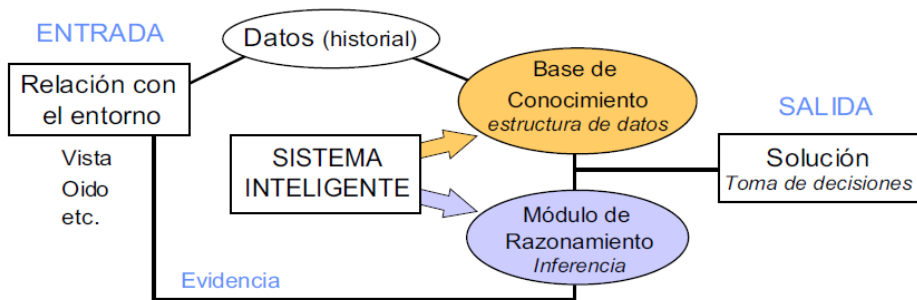 ENTRADA
Datos (historial)
Relación con
el entorno
Vista
Oido
etc.
Base de
Conocimiento
estructura de datos
SISTEMA
INTELIGENTE
SALIDA
Solución
Toma de decisiones
Módulo de
Razonamiento
Inferencia
Evidencia